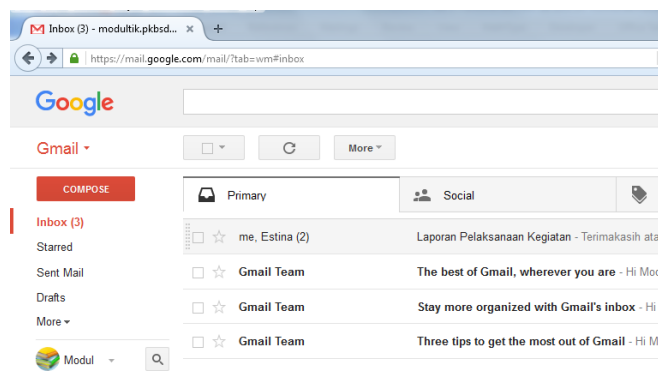 Inbox (3) - modultik.pkbsd... × +
https://mail.google.com/mail/?tab=wm#inbox
Google
Gmail
More
COMPOSE
Primary
Social
Inbox (3)
Starred
Sent Mail
Drafts
More
Modul
me, Estina (2) Laporan Pelaksanaan Kegiatan - Terimakasih ata
Gmail Team The best of Gmail, wherever you are - Hi Mod
Gmail Team Stay more organized with Gmail's inbox - Hi
Gmail Team Three tips to get the most out of Gmail - Hi M